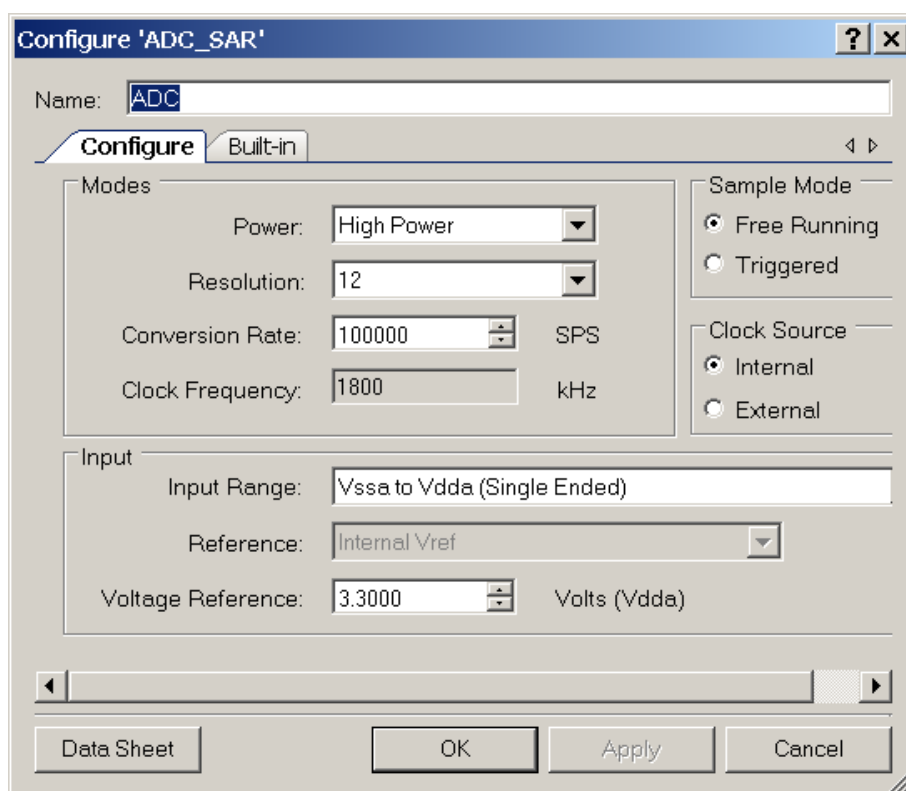 Configure 'ADC_SAR'
Name: ADC
Configure Built-in
Modes
Power: High Power
Resolution: 12
Conversion Rate: 100000 SPS
Clock Frequency: 1800 kHz
Sample Mode
Free Running
Triggered
Clock Source
Internal
External
Input
Input Range: Vssa to Vdda (Single Ended)
Reference: Internal Vref
Voltage Reference: 3.3000 Volts (Vdda)
Data Sheet OK Apply Cancel